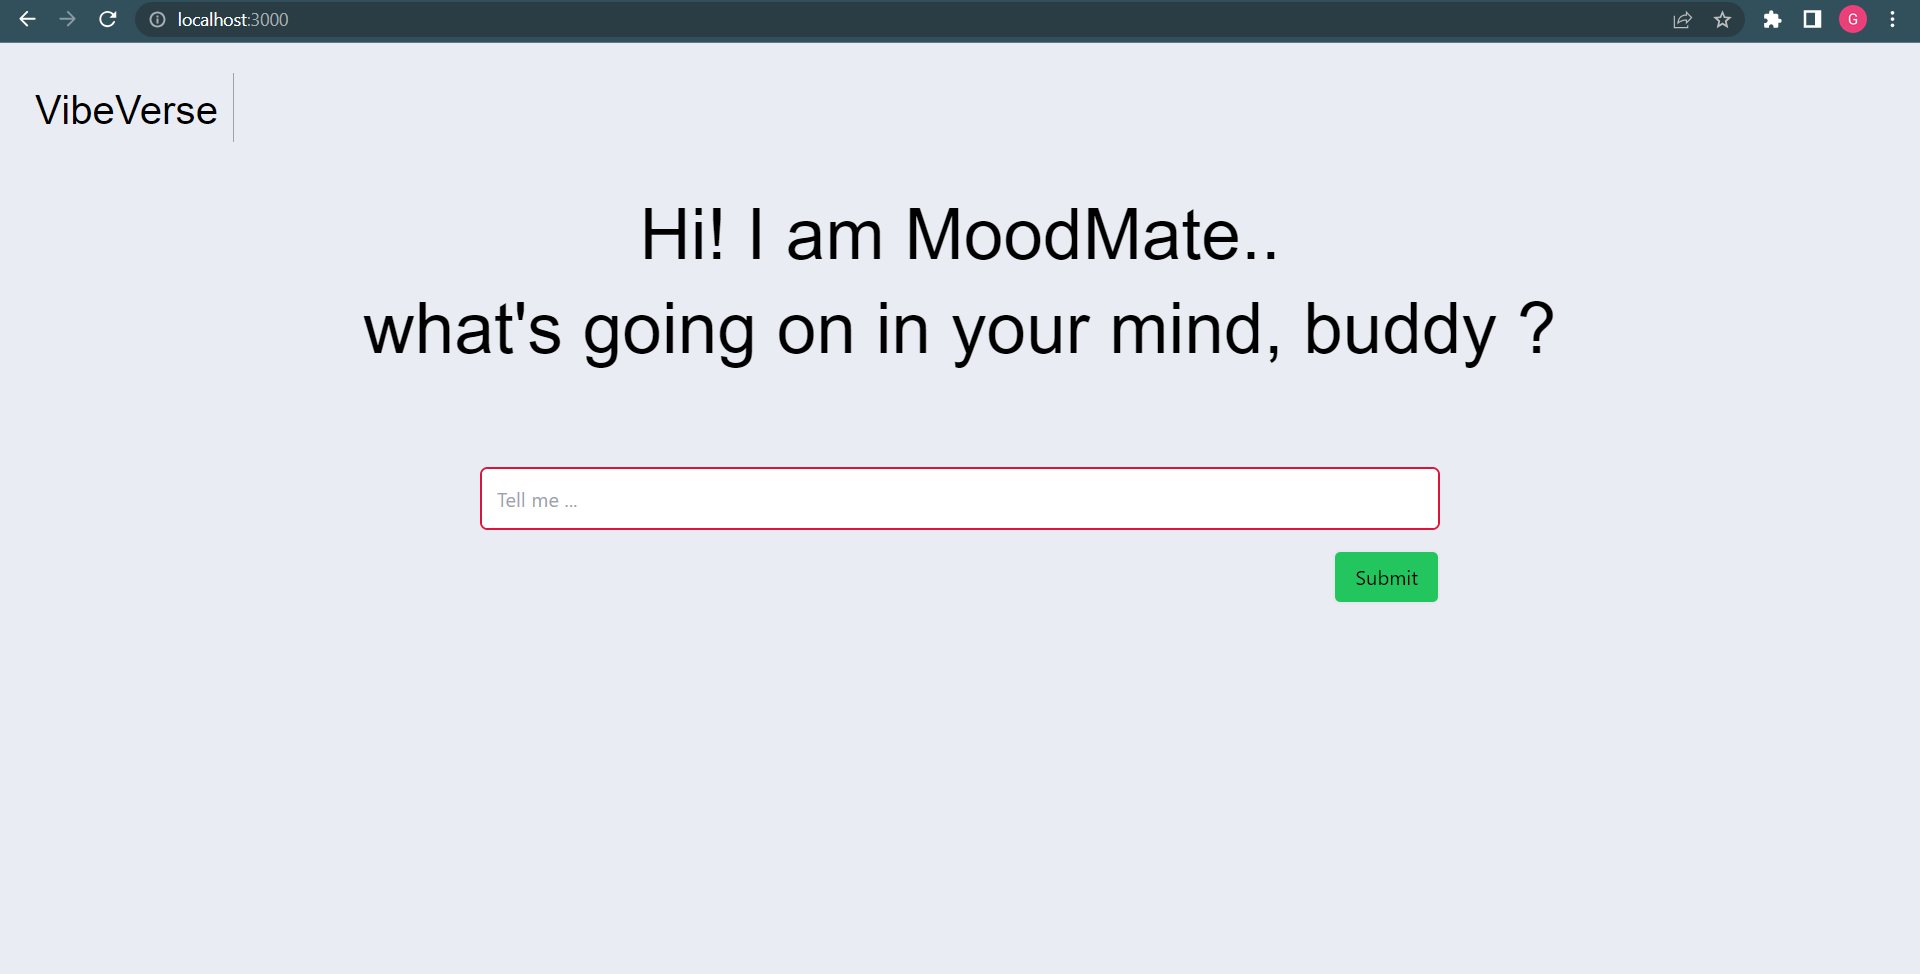 localhost:3000
G
VibeVerse
Hi! I am MoodMate..
what's going on in your mind, buddy ?
Tell me ...
Submit